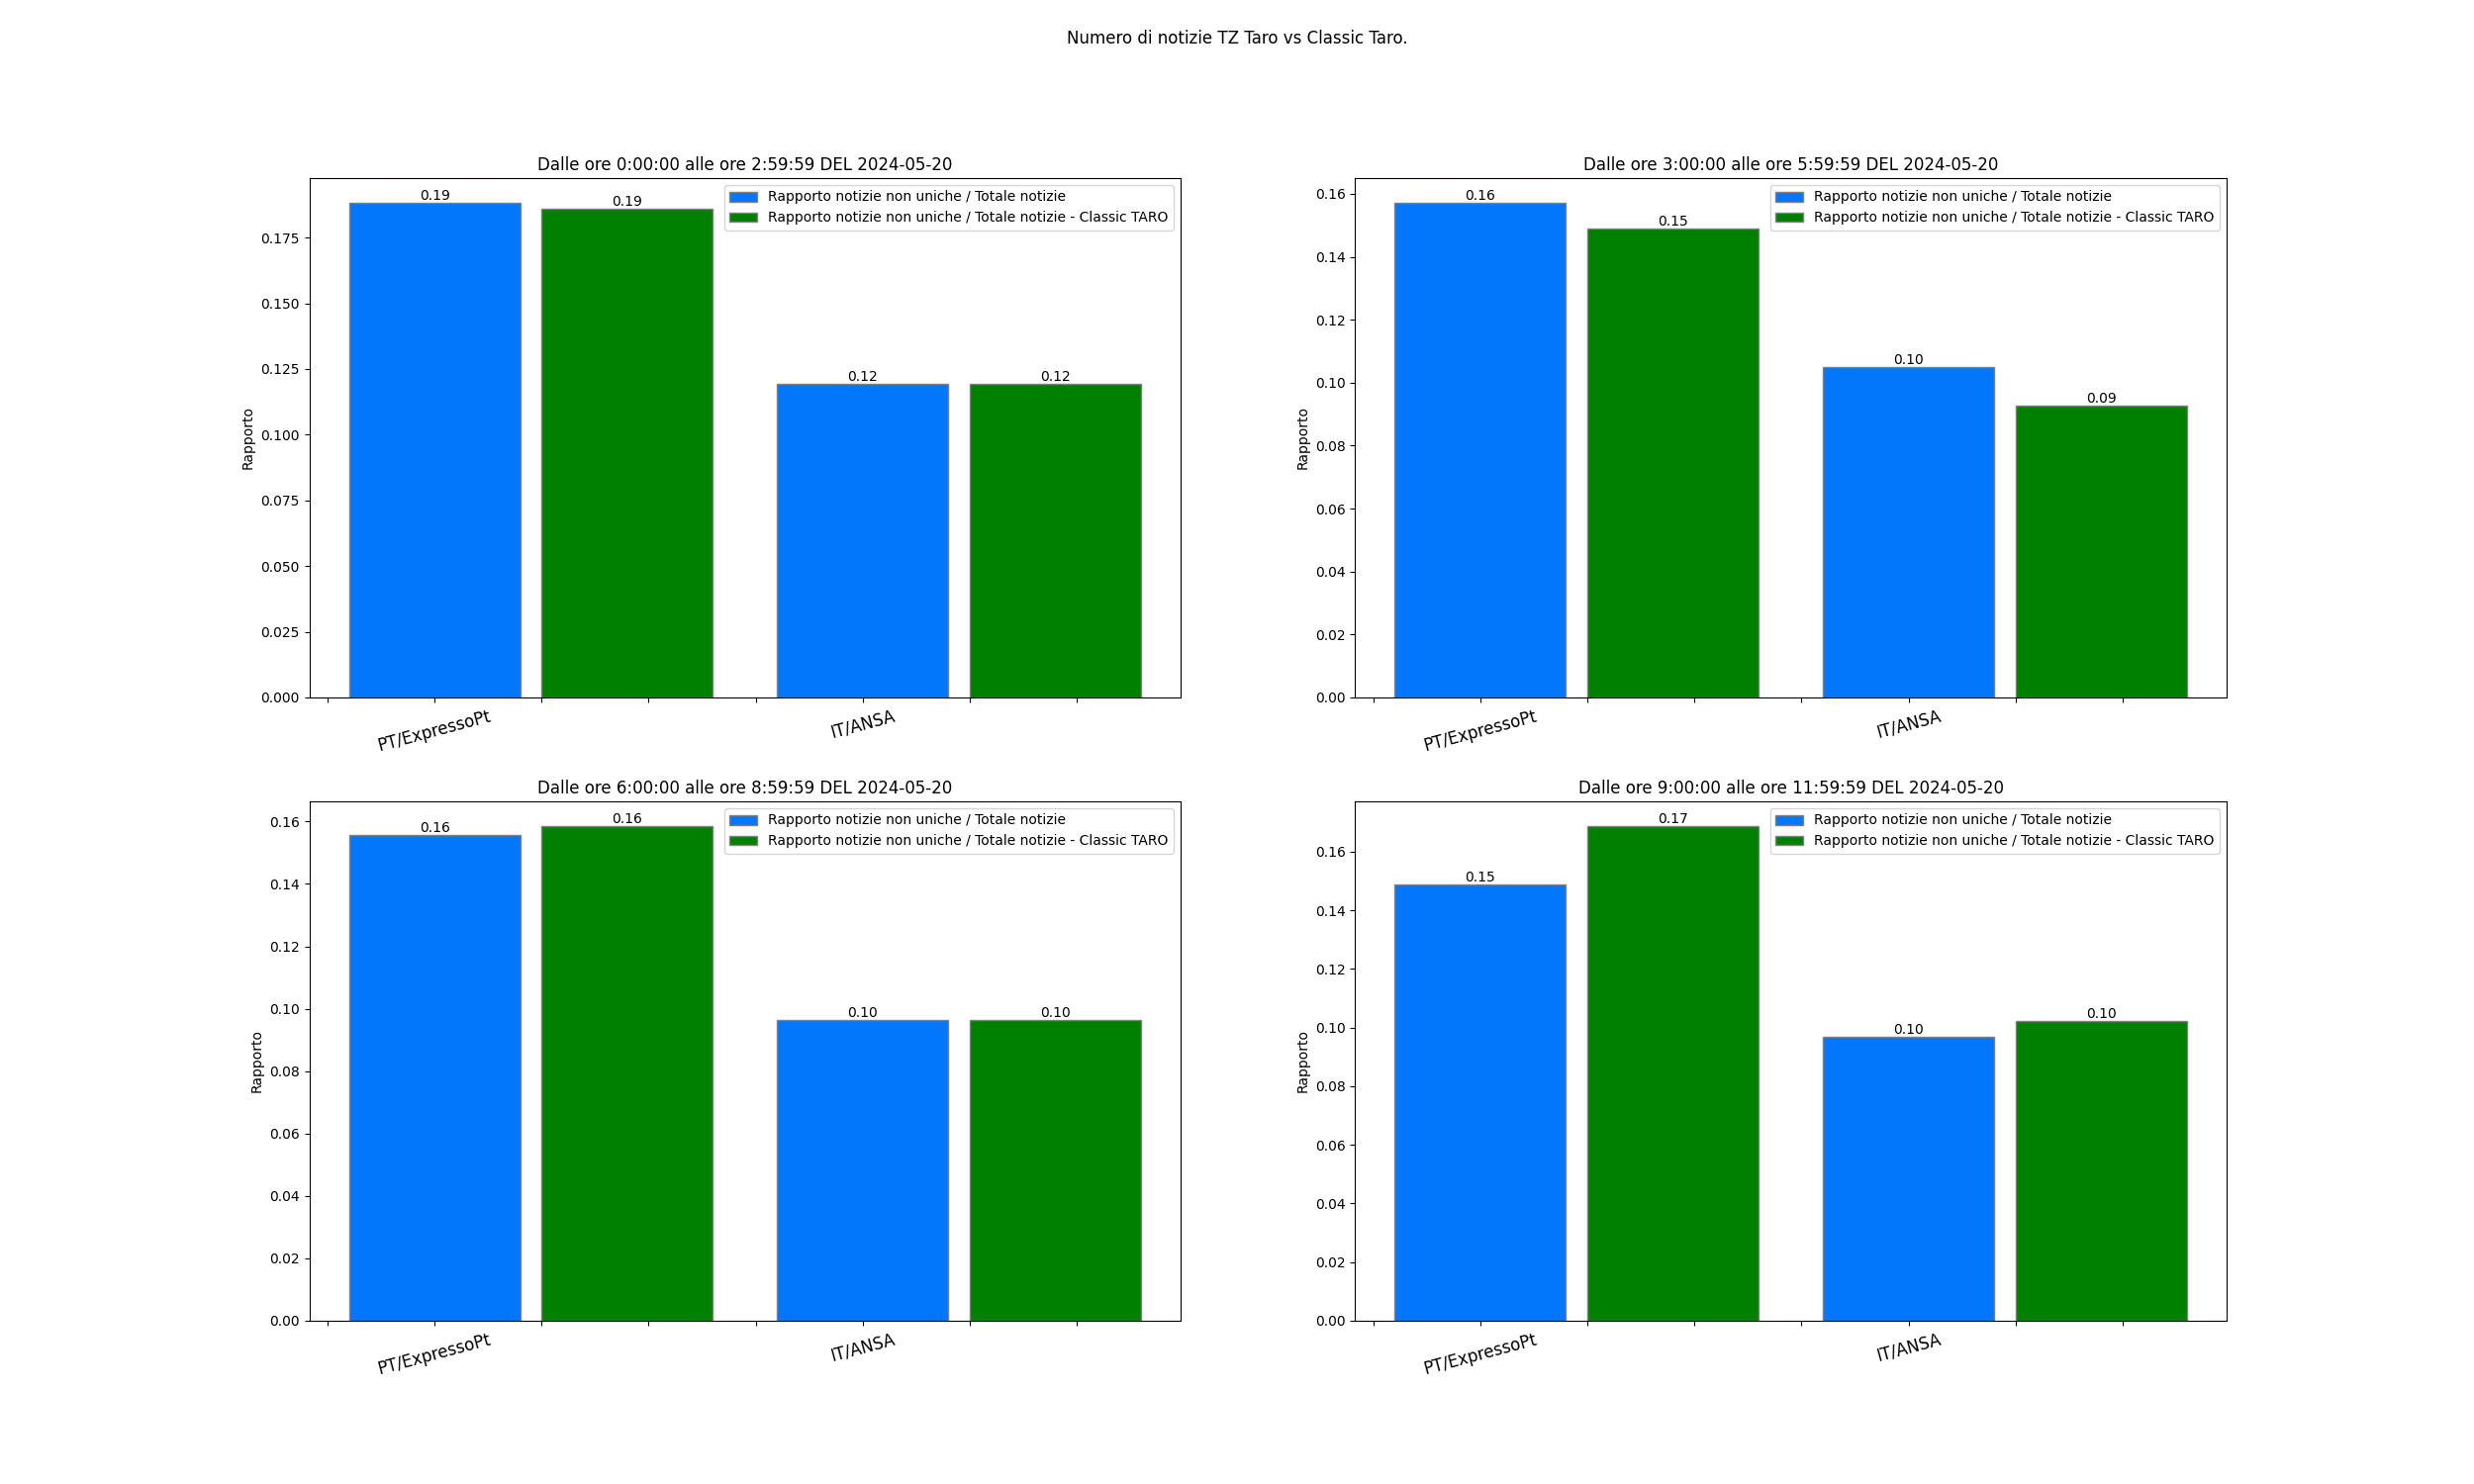 Numero di notizie TZ Taro vs Classic Taro.
Dalle ore 0:00:00 alle ore 2:59:59 DEL 2024-05-20
Rapporto notizie non uniche / Totale notizie
Rapporto notizie non uniche / Totale notizie - Classic TARO
0.19
0.19
0.12
0.12
0.175
0.150
0.125
0.100
0.075
0.050
0.025
0.000
Rapporto
PT/ExpressoPt
IT/ANSA
Dalle ore 3:00:00 alle ore 5:59:59 DEL 2024-05-20
Rapporto notizie non uniche / Totale notizie
Rapporto notizie non uniche / Totale notizie - Classic TARO
0.16
0.15
0.10
0.09
0.16
0.14
0.12
0.10
0.08
0.06
0.04
0.02
0.00
Rapporto
PT/ExpressoPt
IT/ANSA
Dalle ore 6:00:00 alle ore 8:59:59 DEL 2024-05-20
Rapporto notizie non uniche / Totale notizie
Rapporto notizie non uniche / Totale notizie - Classic TARO
0.16
0.16
0.10
0.10
0.16
0.14
0.12
0.10
0.08
0.06
0.04
0.02
0.00
Rapporto
PT/ExpressoPt
IT/ANSA
Dalle ore 9:00:00 alle ore 11:59:59 DEL 2024-05-20
Rapporto notizie non uniche / Totale notizie
Rapporto notizie non uniche / Totale notizie - Classic TARO
0.15
0.17
0.10
0.10
0.16
0.14
0.12
0.10
0.08
0.06
0.04
0.02
0.00
Rapporto
PT/ExpressoPt
IT/ANSA